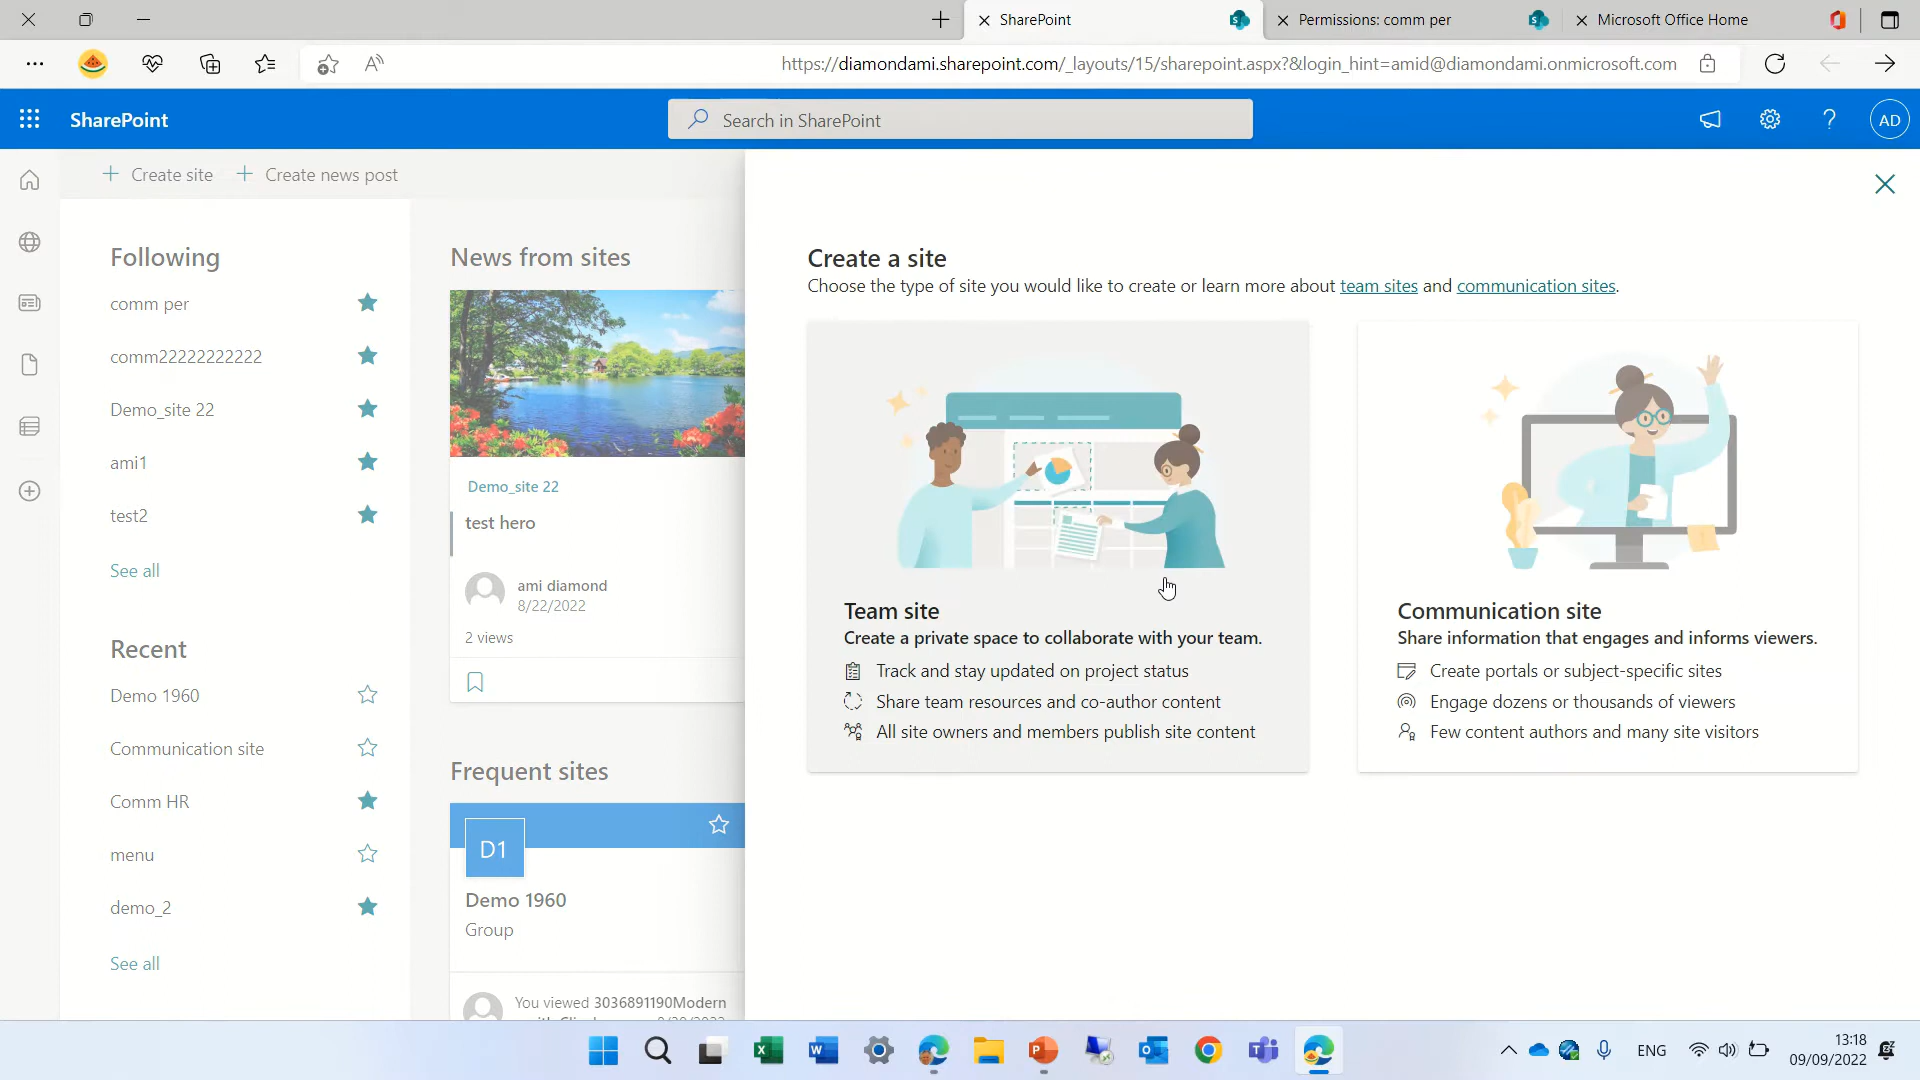 SharePoint
Permissions: comm per
Microsoft Office Home
https://diamondami.sharepoint.com/_layouts/15/sharepoint.aspx?&login_hint=amid@diamondami.onmicrosoft.com
SharePoint
Search in SharePoint
AD
Create site
Create news post
Following
comm per
comm22222222222
Demo_site 22
ami1
test2
See all
Recent
Demo 1960
Communication site
Comm HR
menu
demo_2
See all
News from sites
Demo_site 22
test hero
ami diamond
8/22/2022
2 views
Frequent sites
D1
Demo 1960
Group
You viewed 3036891190Modern
Create a site
Choose the type of site you would like to create or learn more about team sites and communication sites.
Team site
Create a private space to collaborate with your team.
Track and stay updated on project status
Share team resources and co-author content
All site owners and members publish site content
Communication site
Share information that engages and informs viewers.
Create portals or subject-specific sites
Engage dozens or thousands of viewers
Few content authors and many site visitors
ENG
13:18
09/09/2022